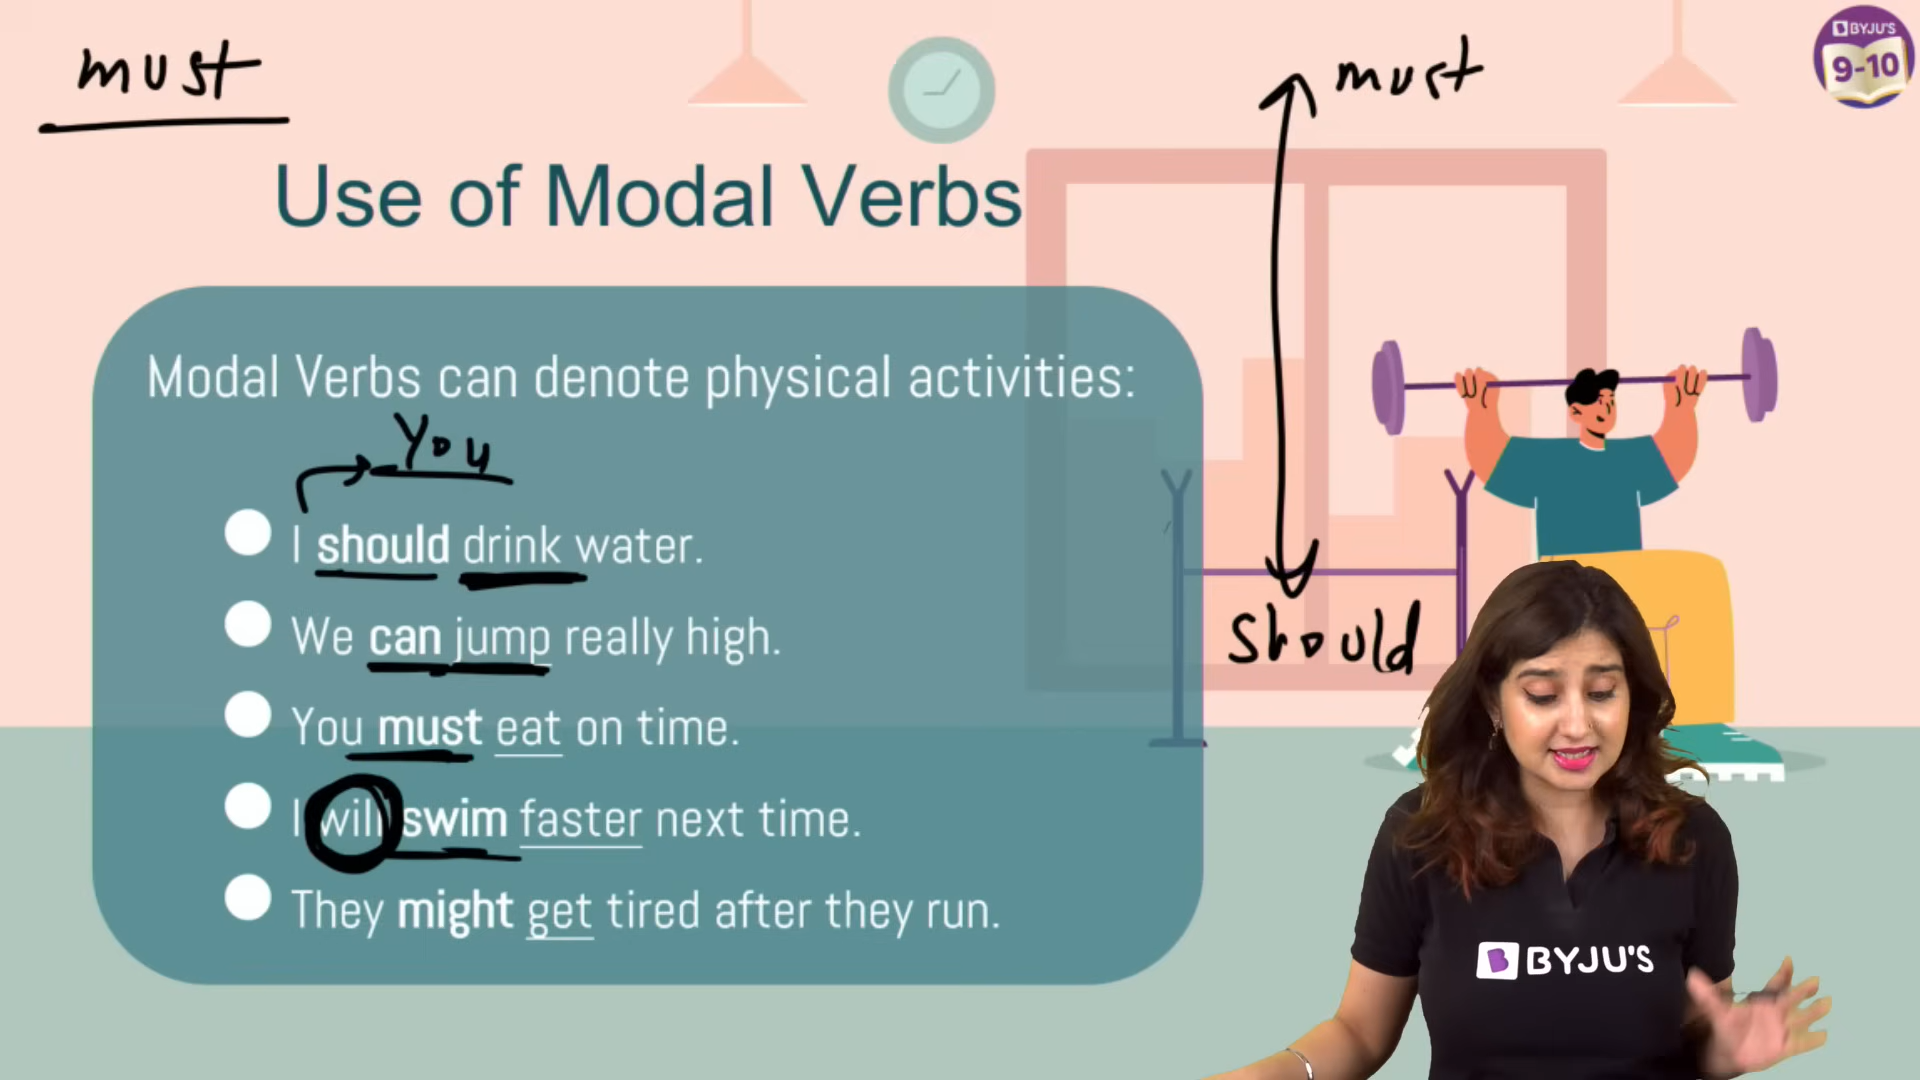 must
must
BYJU'S
9-10
Use of Modal Verbs
Modal Verbs can denote physical activities:
You
I should drink water.
We can jump really high.
should
You must eat on time.
I will swim faster next time.
They might get tired after they run.
BYJU'S